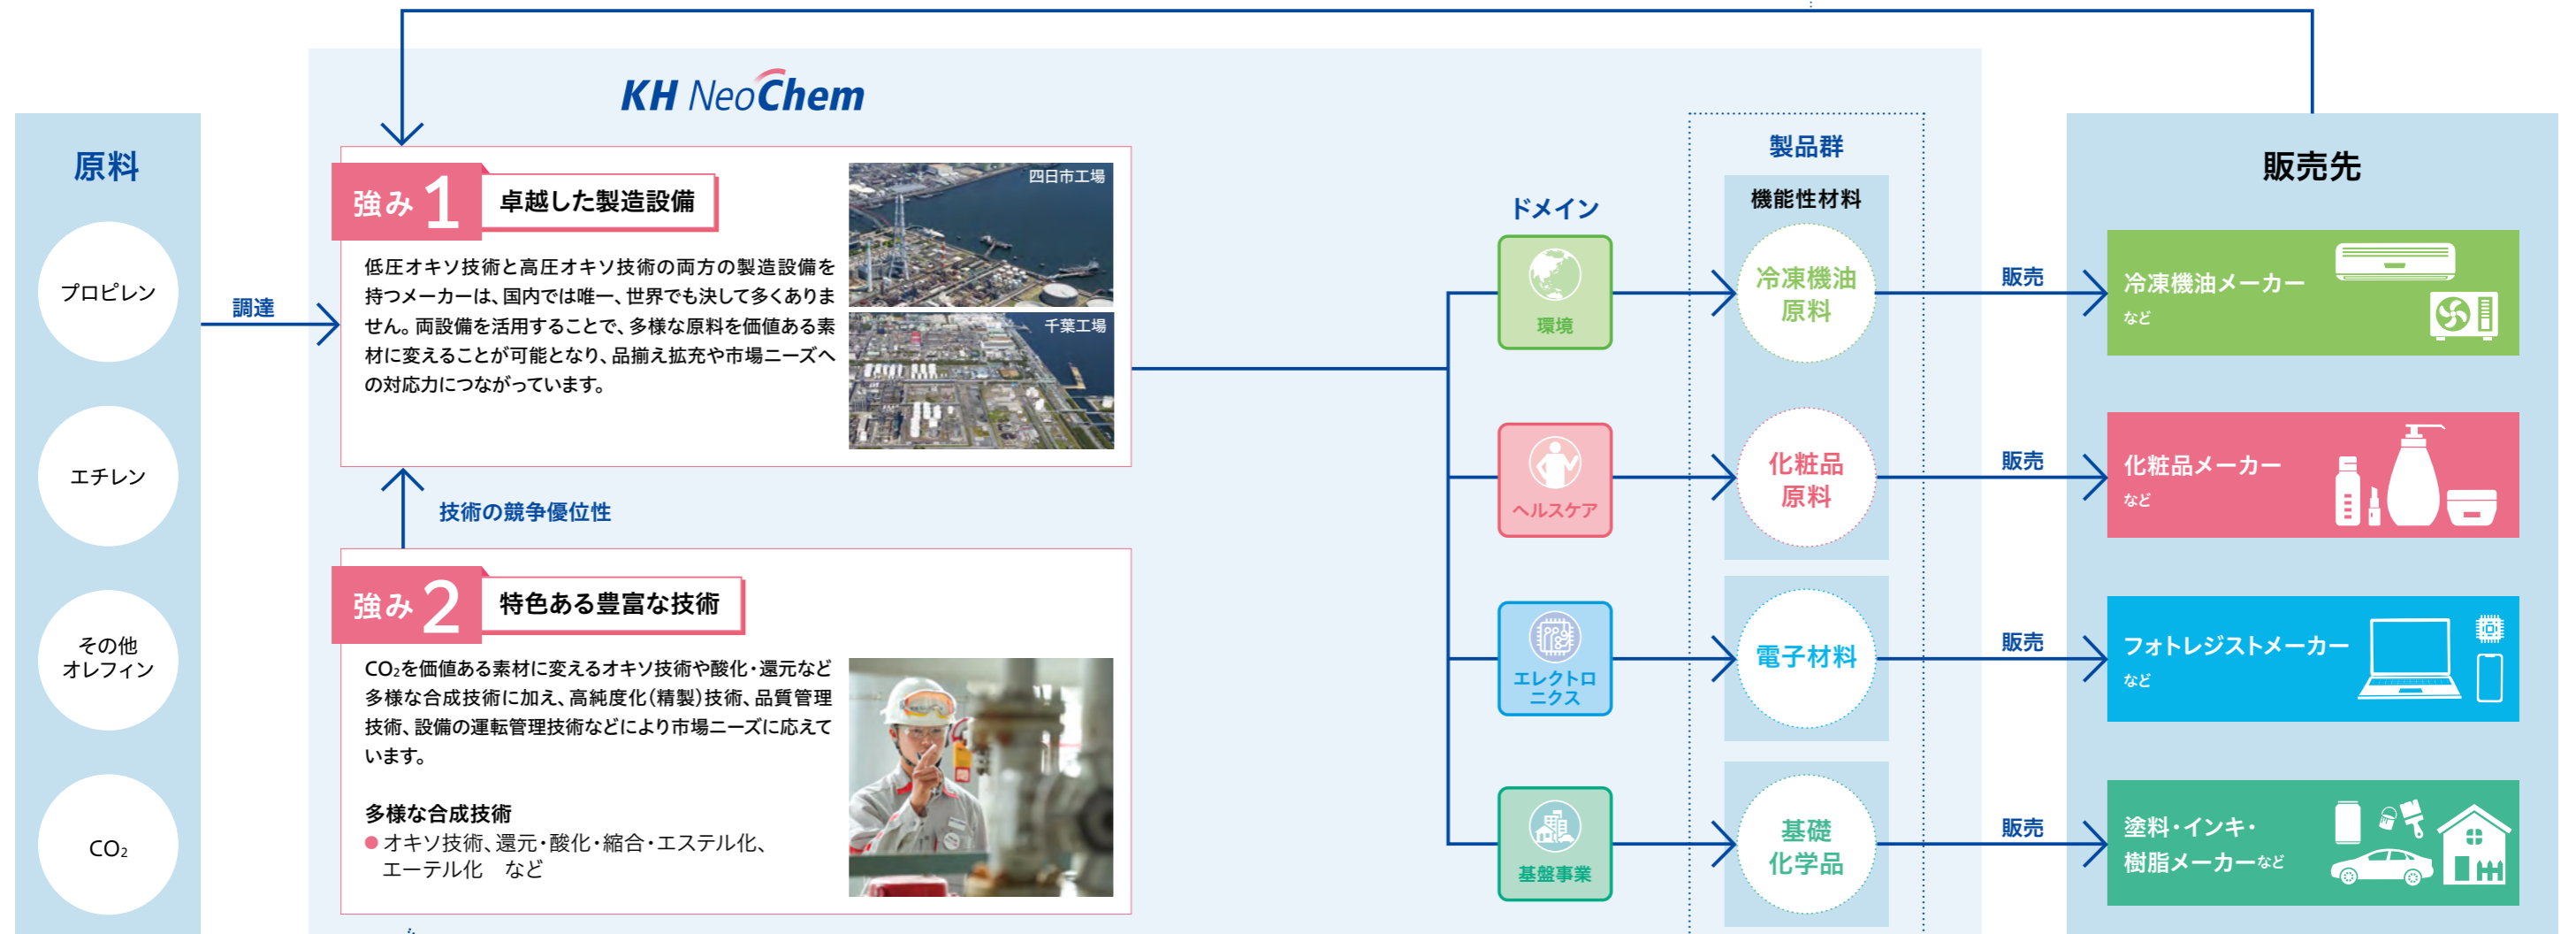 KH NeoChem
原料
プロピレン
エチレン
その他
オレフィン
CO₂
調達
強み1
卓越した製造設備
低圧オキソ技術と高圧オキソ技術の両方の製造設備を
持つメーカーは、国内では唯一、世界でも決して多くありま
せん。両設備を活用することで、多様な原料を価値ある素
材に変えることが可能となり、品揃え拡充や市場ニーズへ
の対応力につながっています。
四日市工場
千葉工場
技術の競争優位性
強み2
特色ある豊富な技術
CO₂を価値ある素材に変えるオキソ技術や酸化・還元など
多様な合成技術に加え、高純度化(精製)技術、品質管理
技術、設備の運転管理技術などにより市場ニーズに応えて
います。
多様な合成技術
● オキソ技術、還元・酸化・縮合・エステル化、
エーテル化 など
ドメイン
環境
ヘルスケア
エレクトロ
ニクス
基盤事業
製品群
機能性材料
冷凍機油
原料
化粧品
原料
電子材料
基礎
化学品
販売
販売
販売
販売
販売先
冷凍機油メーカー
など
化粧品メーカー
など
フォトレジストメーカー
など
塗料・インキ・
樹脂メーカーなど